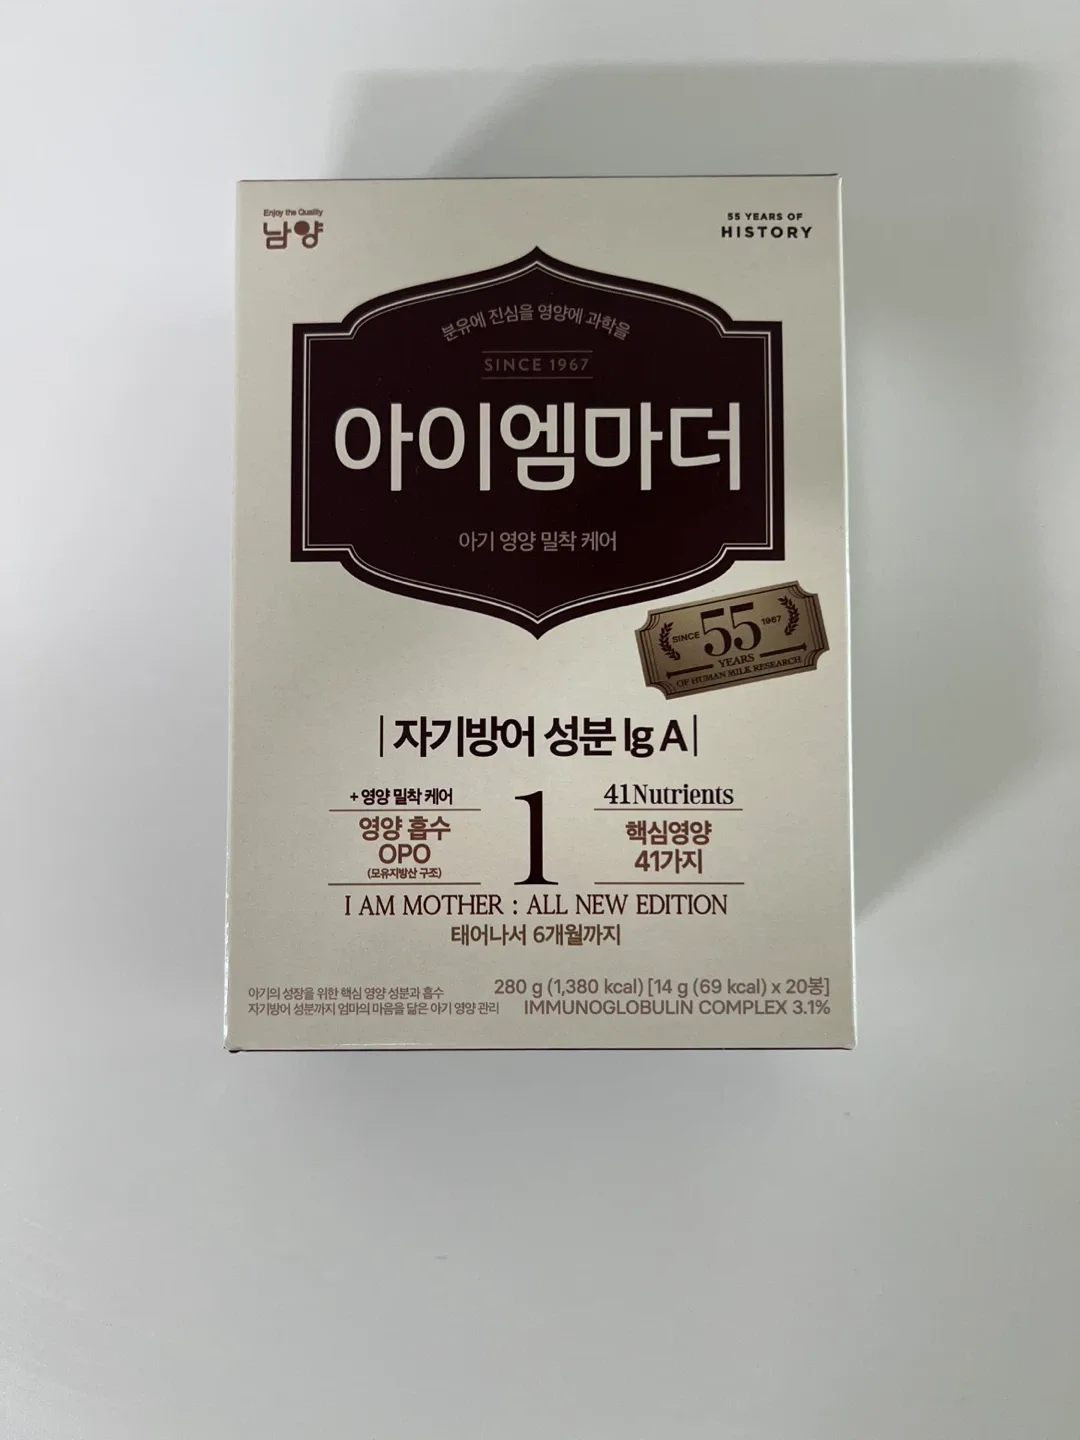 Enjoy the Quality
남양
55 YEARS OF
HISTORY
분유에 진심을 영양에 과학을
SINCE 1967
아이엠마더
아기 영양 밀착 케어
SINCE 55 1967
YEARS
OF HUMAN MILK RESEARCH
자기방어 성분 Ig A
+ 영양 밀착 케어
영양 흡수
OPO
(모유지방산 구조)
1
41Nutrients
핵심영양
41가지
I AM MOTHER : ALL NEW EDITION
태어나서 6개월까지
아기의 성장을 위한 핵심 영양 성분과 흡수
자기방어 성분까지 엄마의 마음을 닮은 아기 영양 관리
280 g (1,380 kcal) [14 g (69 kcal) x 20봉]
IMMUNOGLOBULIN COMPLEX 3.1%